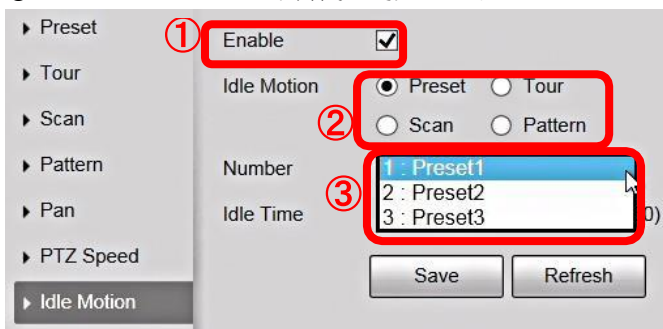 Preset
① Enable
Tour
Idle Motion Preset Tour
Scan
② Scan Pattern
Pattern
Number 1 : Preset1
③ 2 : Preset2
Pan
Idle Time 3 : Preset3 0)
PTZ Speed
Save Refresh
Idle Motion